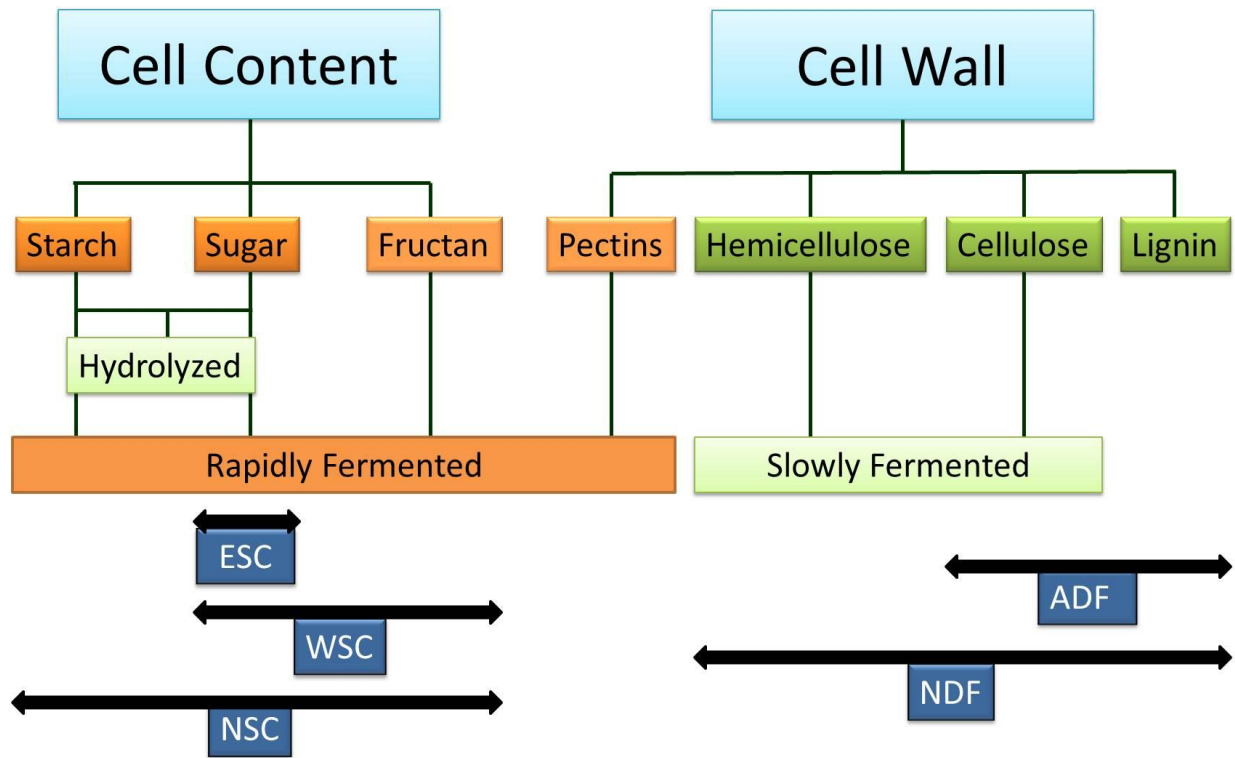 Cell Content
Cell Wall
Starch
Sugar
Fructan
Pectins
Hemicellulose
Cellulose
Lignin
Hydrolyzed
Rapidly Fermented
Slowly Fermented
ESC
ADF
WSC
NDF
NSC